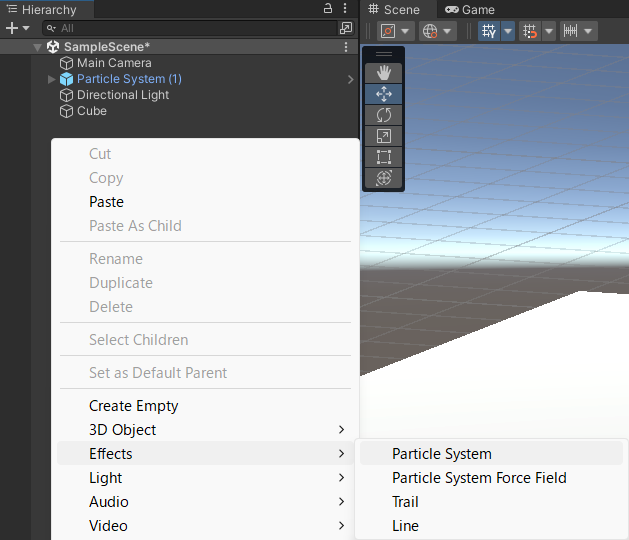 Hierarchy
All
SampleScene*
Main Camera
Particle System (1)
Directional Light
Cube
Cut
Copy
Paste
Paste As Child
Rename
Duplicate
Delete
Select Children
Set as Default Parent
Create Empty
3D Object
Effects
Light
Audio
Video
Scene
Game
Y
Particle System
Particle System Force Field
Trail
Line